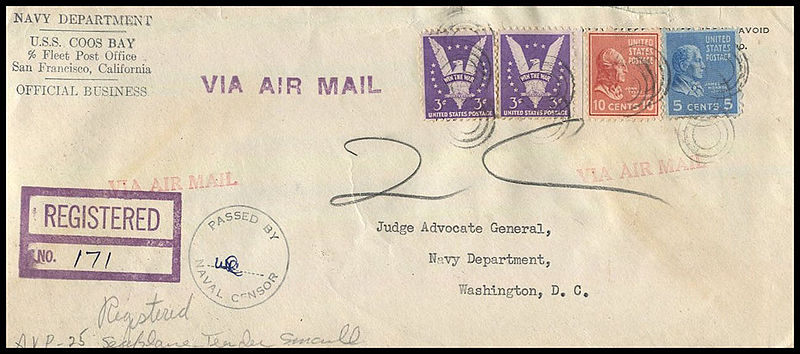 NAVY DEPARTMENT
U.S.S. COOS BAY
% Fleet Post Office
San Francisco, California
OFFICIAL BUSINESS
VIA AIR MAIL
WIN THE WAR
3¢ 3¢
UNITED STATES POSTAGE
WIN THE WAR
3¢ 3¢
UNITED STATES POSTAGE
UNITED
STATES
POSTAGE
10 CENTS 10
UNITED
STATES
POSTAGE
5 CENTS 5
AVOID
VIA AIR MAIL
VIA AIR MAIL
REGISTERED
NO. 171
PASSED BY
NAVAL CENSOR
Judge Advocate General,
Navy Department,
Washington, D. C.
Registered
AVP-25 Seaplane Tender Small